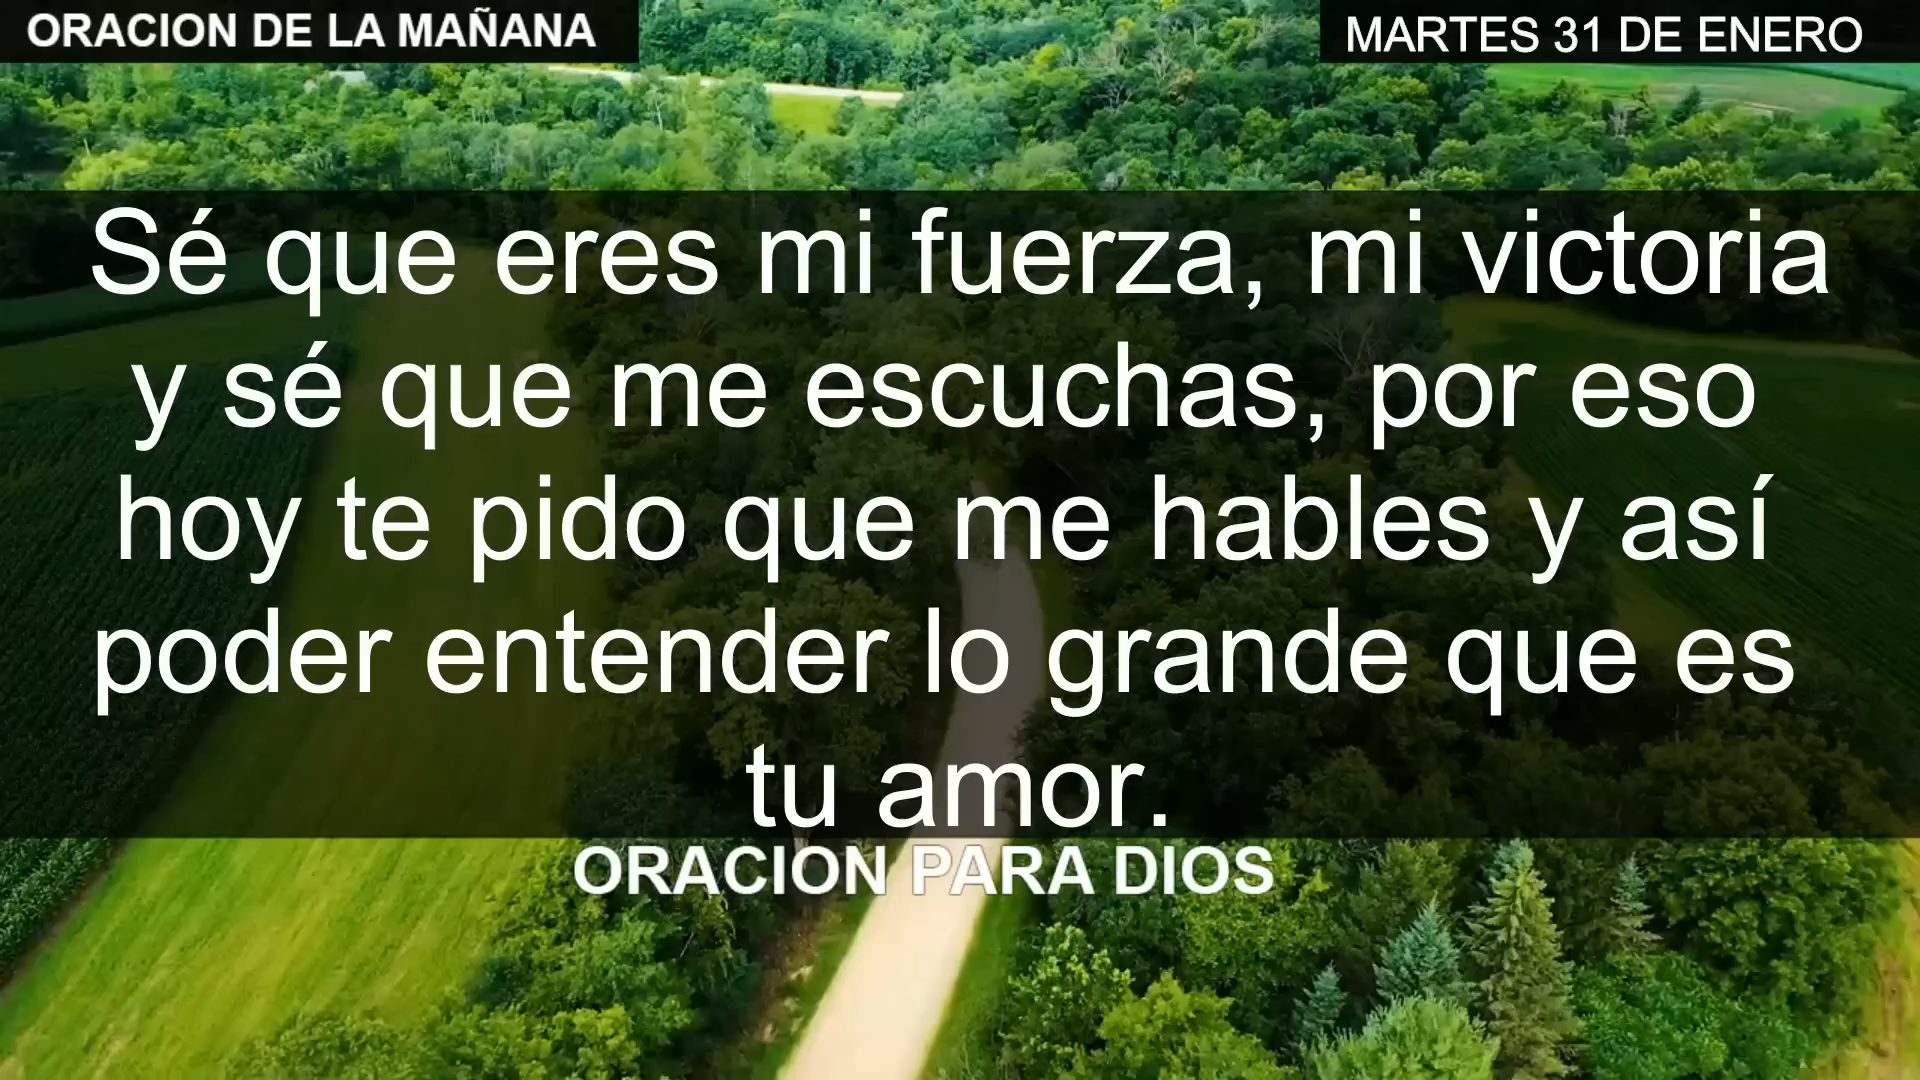 ORACION DE LA MAÑANA
MARTES 31 DE ENERO
Sé que eres mi fuerza, mi victoria
y sé que me escuchas, por eso
hoy te pido que me hables y así
poder entender lo grande que es
tu amor.
ORACION PARA DIOS